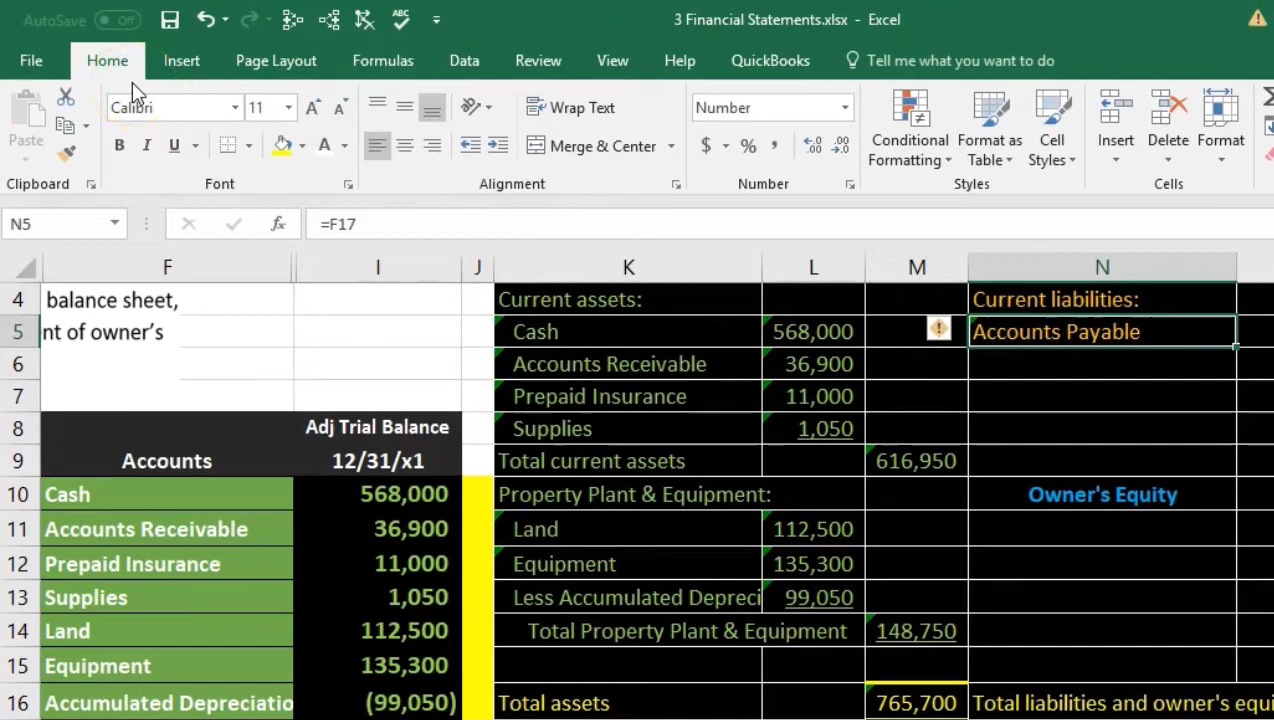 AutoSave Off
ABC
3 Financial Statements.xlsx - Excel
File Home Insert Page Layout Formulas Data Review View Help QuickBooks Tell me what you want to do
Calibri 11 Wrap Text Number
Paste B I U A Merge & Center $ % , Conditional Formatting Format as Table Cell Styles Insert Delete Format
Clipboard Font Alignment Number Styles Cells
N5 fx =F17
F I J K L M N
4 balance sheet, Current assets: Current liabilities:
5 nt of owner's Cash 568,000 Accounts Payable
6 Accounts Receivable 36,900
7 Prepaid Insurance 11,000
8 Adj Trial Balance Supplies 1,050
9 Accounts 12/31/x1 Total current assets 616,950
10 Cash 568,000 Property Plant & Equipment: Owner's Equity
11 Accounts Receivable 36,900 Land 112,500
12 Prepaid Insurance 11,000 Equipment 135,300
13 Supplies 1,050 Less Accumulated Depreci 99,050
14 Land 112,500 Total Property Plant & Equipment 148,750
15 Equipment 135,300
16 Accumulated Depreciatio (99,050) Total assets 765,700 Total liabilities and owner's equi